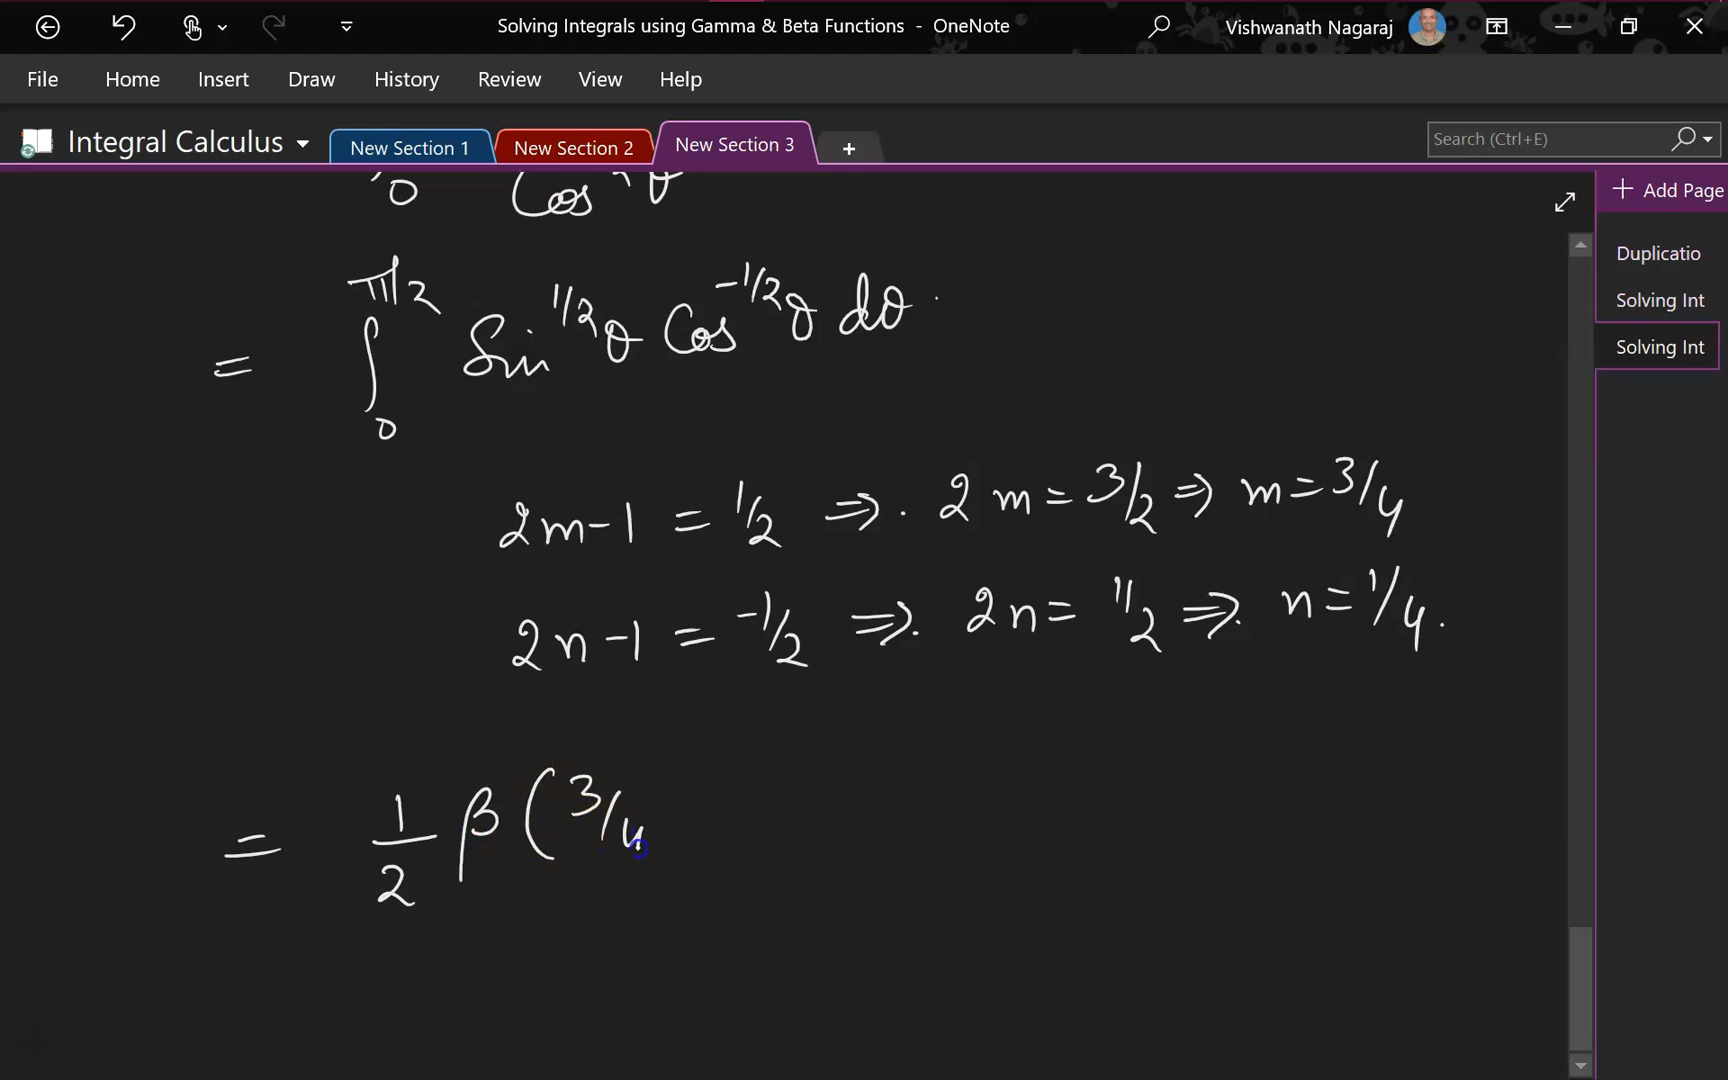 Solving Integrals using Gamma & Beta Functions - OneNote
Vishwanath Nagaraj
File Home Insert Draw History Review View Help
Integral Calculus New Section 1 New Section 2 New Section 3 +
Search (Ctrl+E)
+ Add Page
Duplicatio
Solving Int
Solving Int
0 Cos θ
= ∫₀^(π/2) Sin^(1/2)θ Cos^(-1/2)θ dθ.
2m-1 = 1/2 ⇒. 2m = 3/2 ⇒ m = 3/4
2n-1 = -1/2 ⇒. 2n = 1/2 ⇒. n = 1/4.
= 1/2 β (3/4